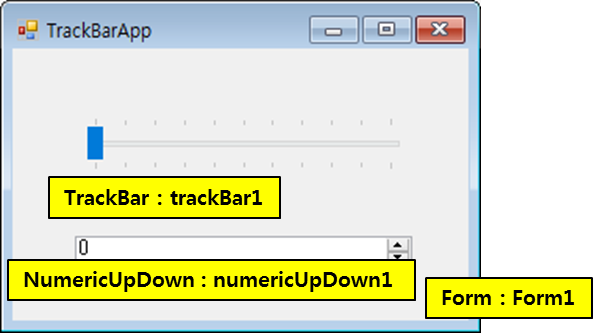 TrackBarApp
TrackBar : trackBar1
0
NumericUpDown : numericUpDown1
Form : Form1